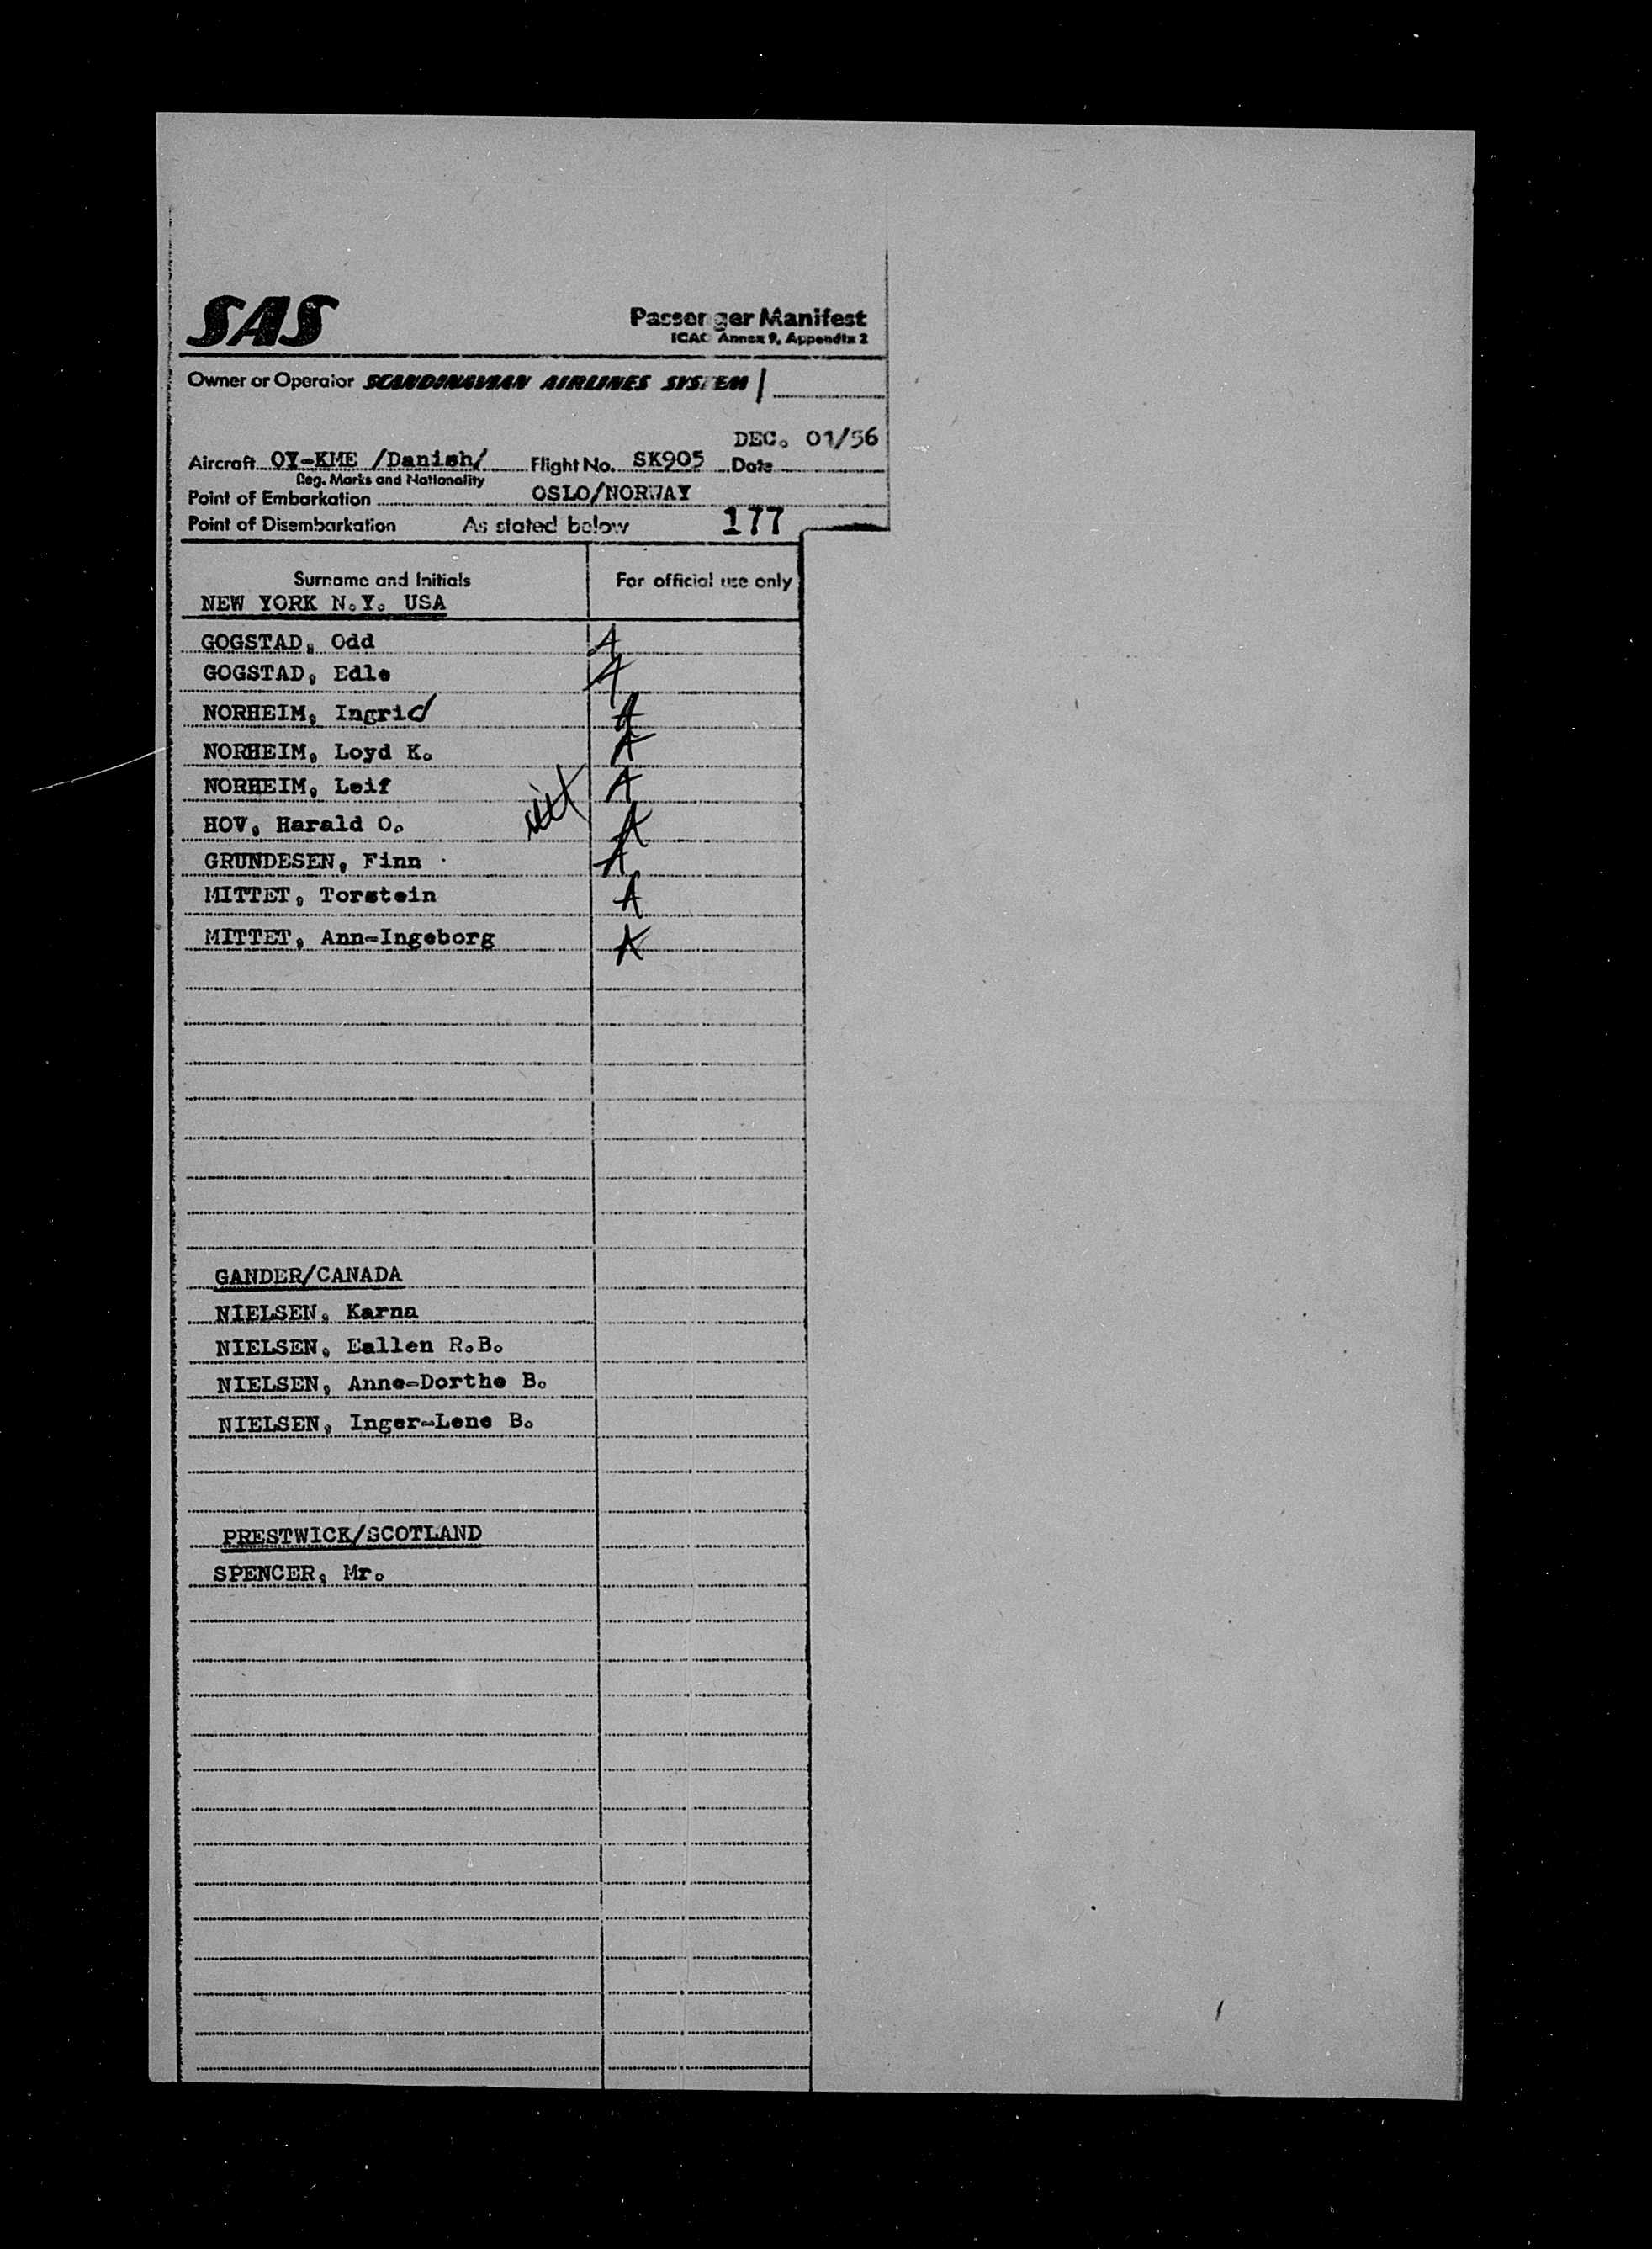 SAS
Passenger Manifest
ICAO Annex 9, Appendix 2
Owner or Operator SCANDINAVIAN AIRLINES SYSTEM
DEC. 01/56
Aircraft OY-KME /Danish/ Flight No. SK905 Date
Reg. Marks and Nationality
Point of Embarkation OSLO/NORWAY
Point of Disembarkation As stated below 177
Surname and Initials For official use only
NEW YORK N.Y. USA
GOGSTAD, Odd A
GOGSTAD, Edle A
NORHEIM, Ingrid A
NORHEIM, Loyd K. A
NORHEIM, Leif A
HOV, Harald O. A
GRUNDESEN, Finn A
MITTET, Torstein A
MITTET, Ann-Ingeborg A
GANDER/CANADA
NIELSEN, Karna
NIELSEN, Eallen R.B.
NIELSEN, Anne-Dorthe B.
NIELSEN, Inger-Lene B.
PRESTWICK/SCOTLAND
SPENCER, Mr.